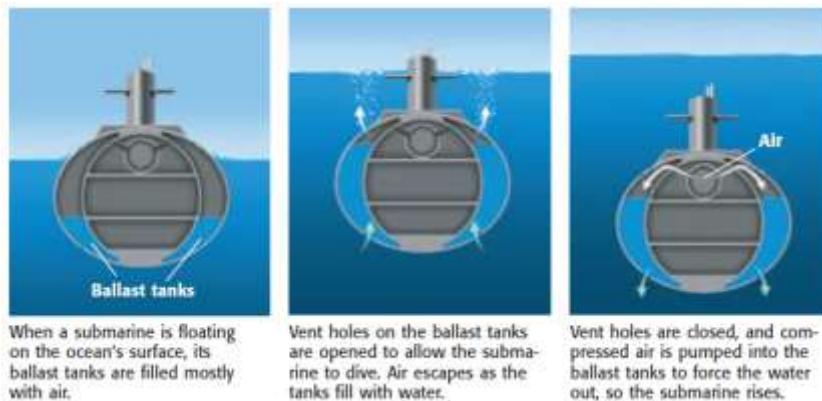 Ballast tanks
When a submarine is floating
on the ocean's surface, its
ballast tanks are filled mostly
with air.
Vent holes on the ballast tanks
are opened to allow the subma-
rine to dive. Air escapes as the
tanks fill with water.
Air
Vent holes are closed, and com-
pressed air is pumped into the
ballast tanks to force the water
out, so the submarine rises.